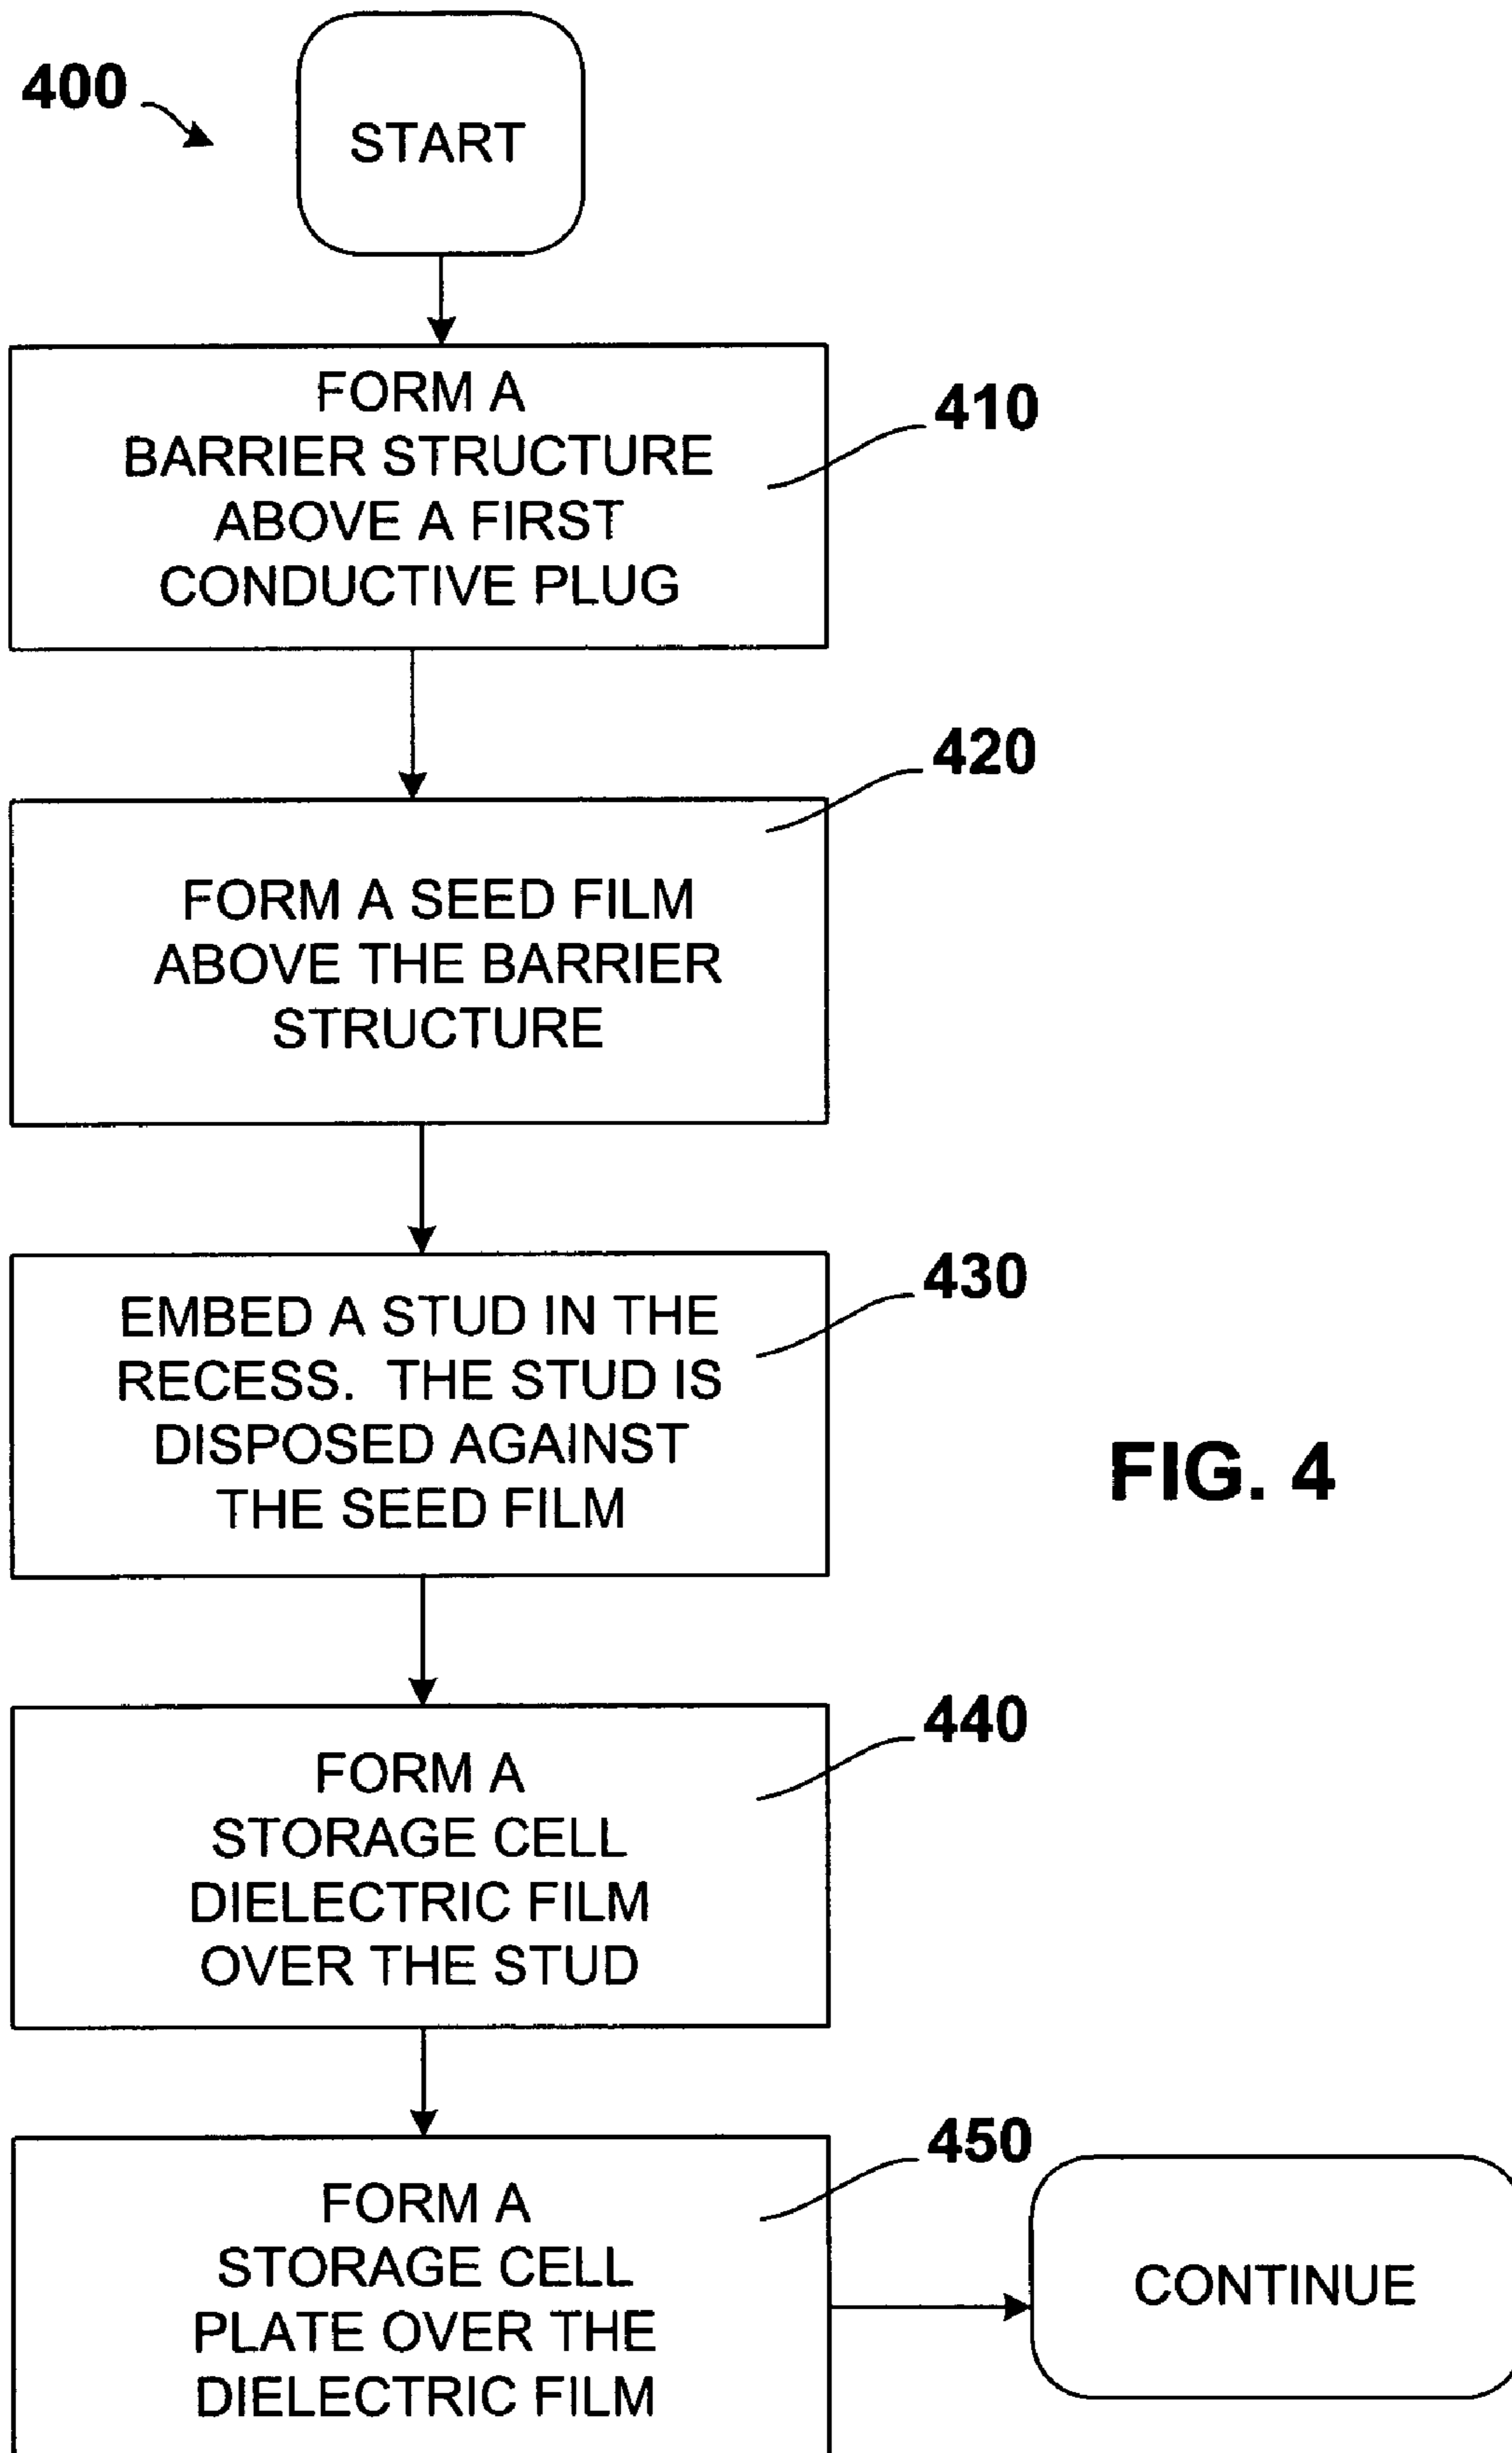 400
START
FORM A
BARRIER STRUCTURE
ABOVE A FIRST
CONDUCTIVE PLUG
410
FORM A SEED FILM
ABOVE THE BARRIER
STRUCTURE
420
EMBED A STUD IN THE
RECESS. THE STUD IS
DISPOSED AGAINST
THE SEED FILM
430
FIG. 4
FORM A
STORAGE CELL
DIELECTRIC FILM
OVER THE STUD
440
FORM A
STORAGE CELL
PLATE OVER THE
DIELECTRIC FILM
450
CONTINUE